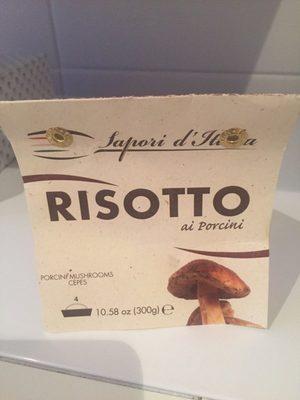 Sapori d'Italia
RISOTTO
ai Porcini
PORCINI MUSHROOMS
CEPES
4
10.58 oz (300g) ℮